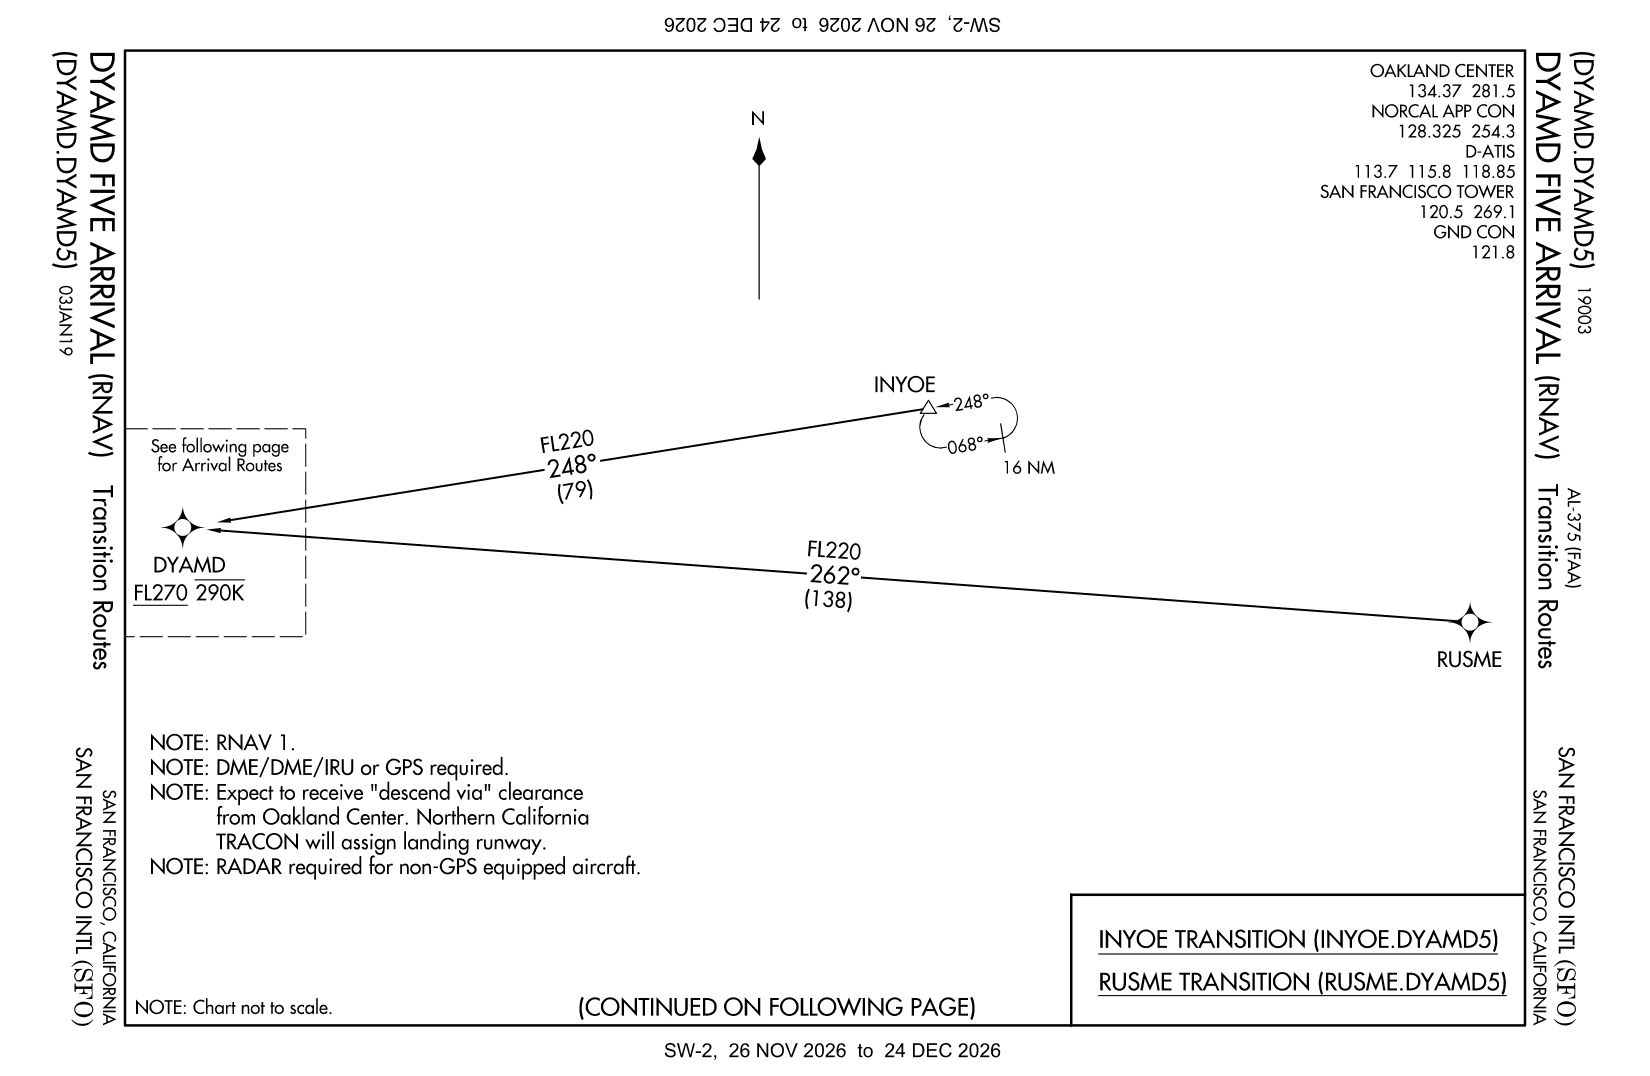 SW-2, 26 NOV 2026 to 24 DEC 2026
(DYAMD.DYAMD5) 03JAN19
DYAMD FIVE ARRIVAL (RNAV) Transition Routes
SAN FRANCISCO INTL (SFO)
SAN FRANCISCO, CALIFORNIA
(DYAMD.DYAMD5) 19003
DYAMD FIVE ARRIVAL (RNAV) Transition Routes
AL-375 (FAA)
SAN FRANCISCO INTL (SFO)
SAN FRANCISCO, CALIFORNIA
OAKLAND CENTER
134.37 281.5
NORCAL APP CON
128.325 254.3
D-ATIS
113.7 115.8 118.85
SAN FRANCISCO TOWER
120.5 269.1
GND CON
121.8
N
INYOE
248°
068°
16 NM
FL220
248°
(79)
See following page
for Arrival Routes
DYAMD
FL270 290K
FL220
262°
(138)
RUSME
NOTE: RNAV 1.
NOTE: DME/DME/IRU or GPS required.
NOTE: Expect to receive "descend via" clearance
from Oakland Center. Northern California
TRACON will assign landing runway.
NOTE: RADAR required for non-GPS equipped aircraft.
INYOE TRANSITION (INYOE.DYAMD5)
RUSME TRANSITION (RUSME.DYAMD5)
NOTE: Chart not to scale.
(CONTINUED ON FOLLOWING PAGE)
SW-2, 26 NOV 2026 to 24 DEC 2026